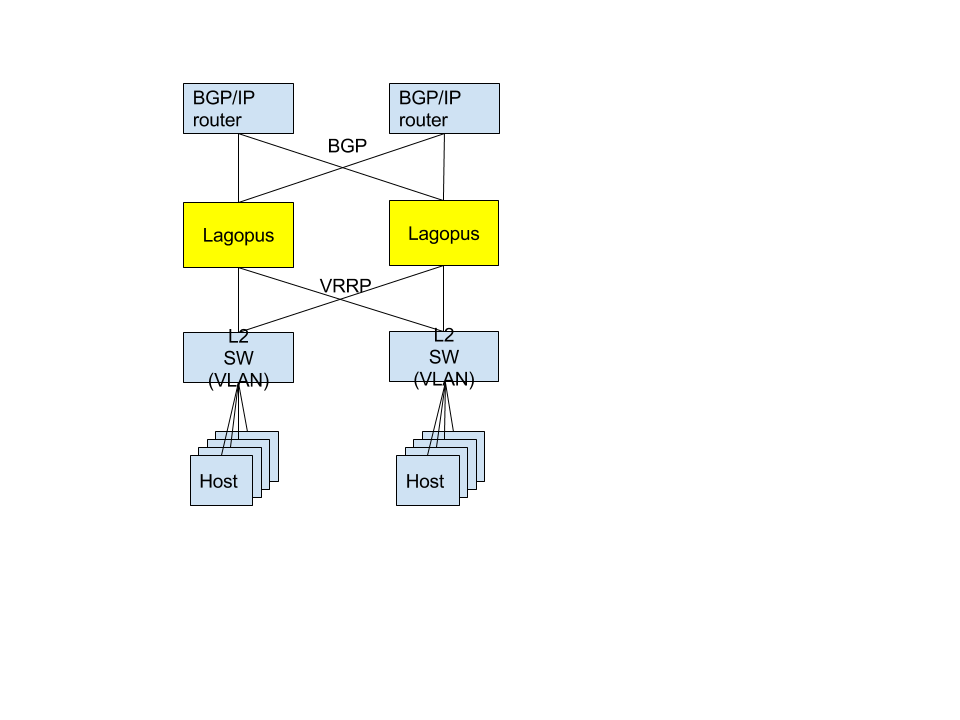 BGP/IP
router
BGP/IP
router
BGP
Lagopus
Lagopus
VRRP
L2
SW
(VLAN)
L2
SW
(VLAN)
Host
Host